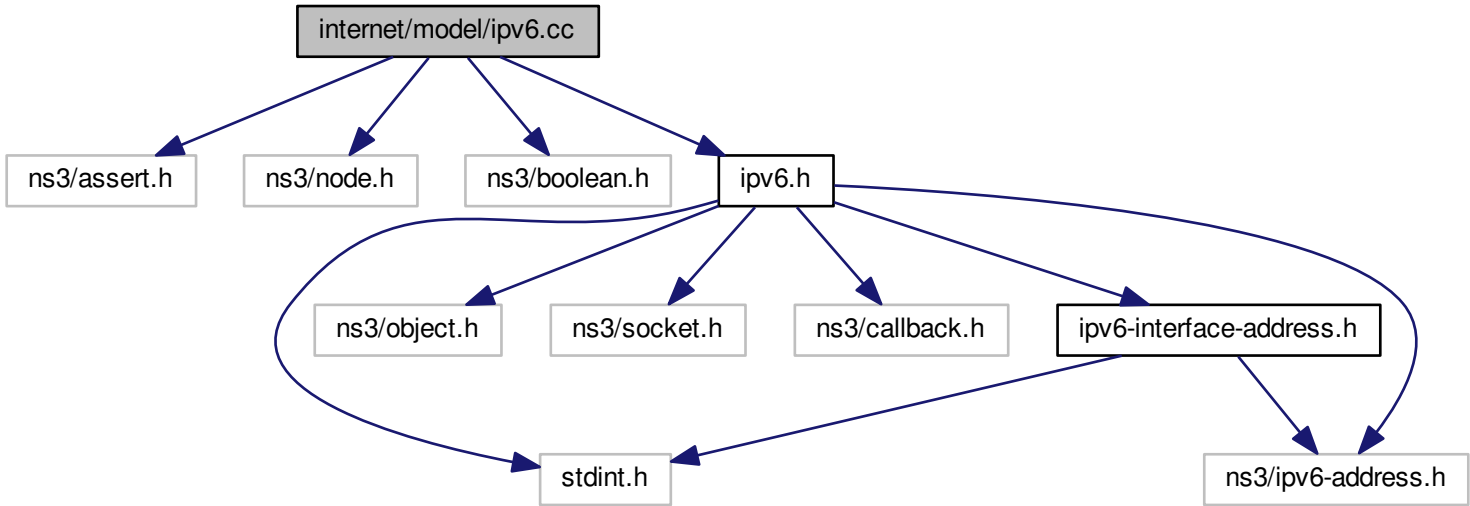 internet/model/ipv6.cc
ns3/assert.h
ns3/node.h
ns3/boolean.h
ipv6.h
ns3/object.h
ns3/socket.h
ns3/callback.h
ipv6-interface-address.h
stdint.h
ns3/ipv6-address.h